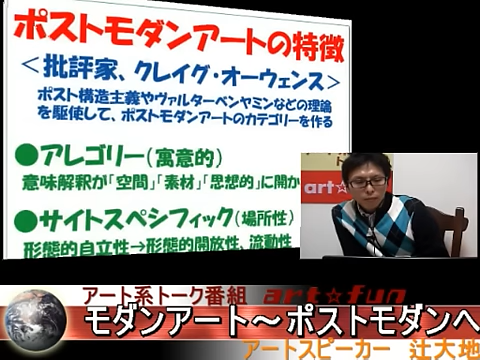 ポストモダンアートの特徴
＜批評家、クレイグ・オーウェンス＞
ポスト構造主義やヴァルターベンヤミンなどの理論
を駆使して、ポストモダンアートのカテゴリーを作る
●アレゴリー(寓意的)
意味解釈が「空間」「素材」「思想的」に開か
●サイトスペシフィック(場所性)
形態的自立性→形態的開放性、流動性
art☆
アート系トーク番組 art☆fun
モダンアート～ポストモダンへ
アートスピーカー 辻大地